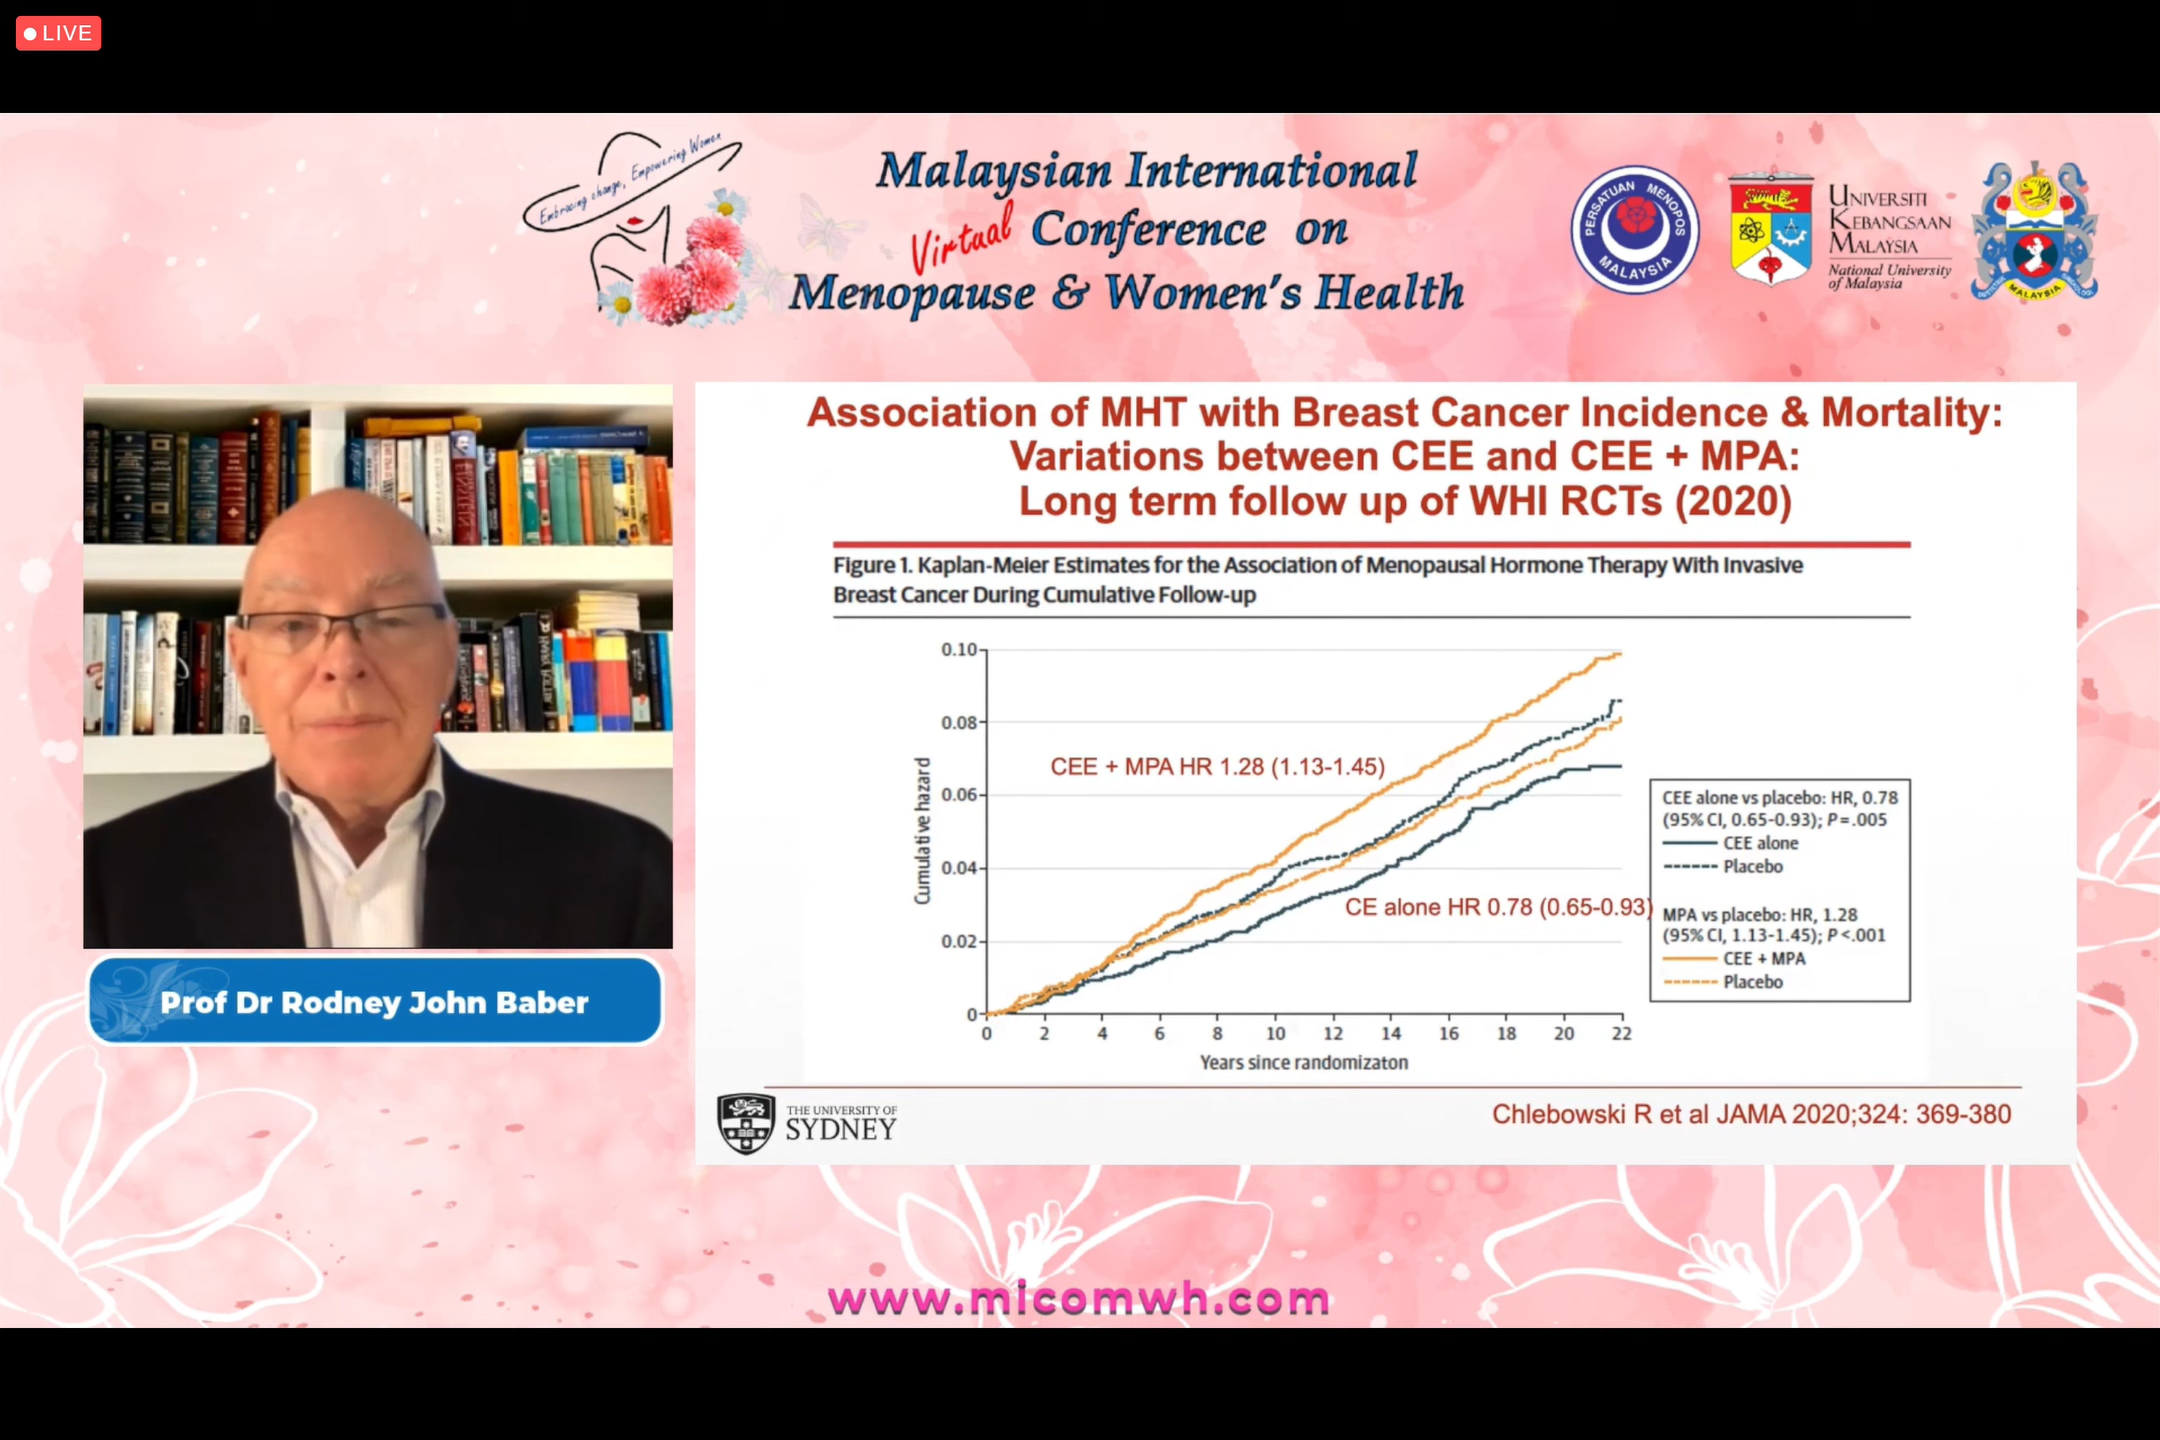 LIVE
Embracing change, Empowering Women
Malaysian International
Virtual Conference on
Menopause & Women's Health
PERSATUAN MENOPOS
MALAYSIA
UNIVERSITI
KEBANGSAAN
MALAYSIA
National University
of Malaysia
MALAYSIA
Association of MHT with Breast Cancer Incidence & Mortality:
Variations between CEE and CEE + MPA:
Long term follow up of WHI RCTs (2020)
Figure 1. Kaplan-Meier Estimates for the Association of Menopausal Hormone Therapy With Invasive
Breast Cancer During Cumulative Follow-up
0.10
0.08
0.06
0.04
0.02
0
Cumulative hazard
CEE + MPA HR 1.28 (1.13-1.45)
CE alone HR 0.78 (0.65-0.93)
0 2 4 6 8 10 12 14 16 18 20 22
Years since randomizaton
CEE alone vs placebo: HR, 0.78
(95% CI, 0.65-0.93); P=.005
CEE alone
Placebo
MPA vs placebo: HR, 1.28
(95% CI, 1.13-1.45); P<.001
CEE + MPA
Placebo
THE UNIVERSITY OF
SYDNEY
Chlebowski R et al JAMA 2020;324: 369-380
Prof Dr Rodney John Baber
www.micomwh.com